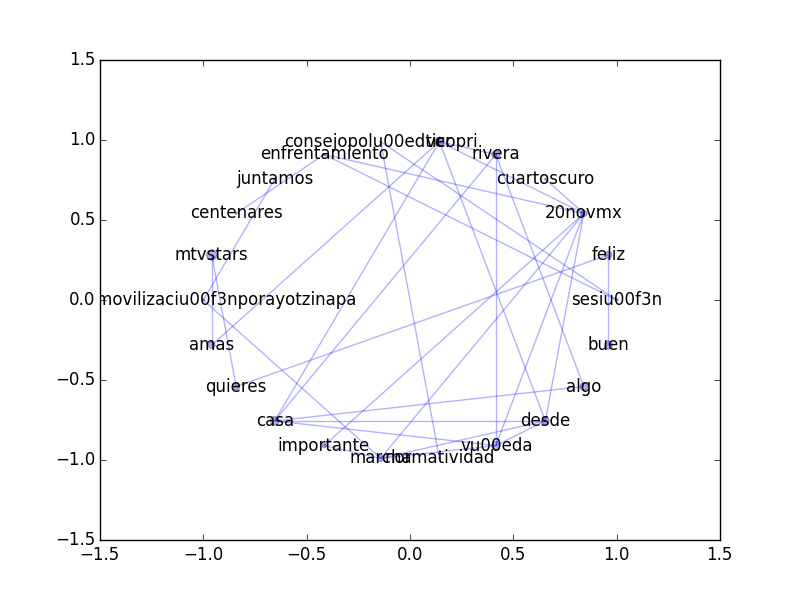 1.5
consejopolu00edticopri
ver
1.0
enfrentamiento
rivera
juntamos
cuartoscuro
centenares
20novmx
0.5
mtvstars
feliz
0.0
movilizaciu00f3nporayotzinapa
sesiu00f3n
amas
buen
−0.5
quieres
algo
casa
desde
importante
vu00eda
−1.0
marcha
normatividad
−1.5
−1.5 −1.0 −0.5 0.0 0.5 1.0 1.5